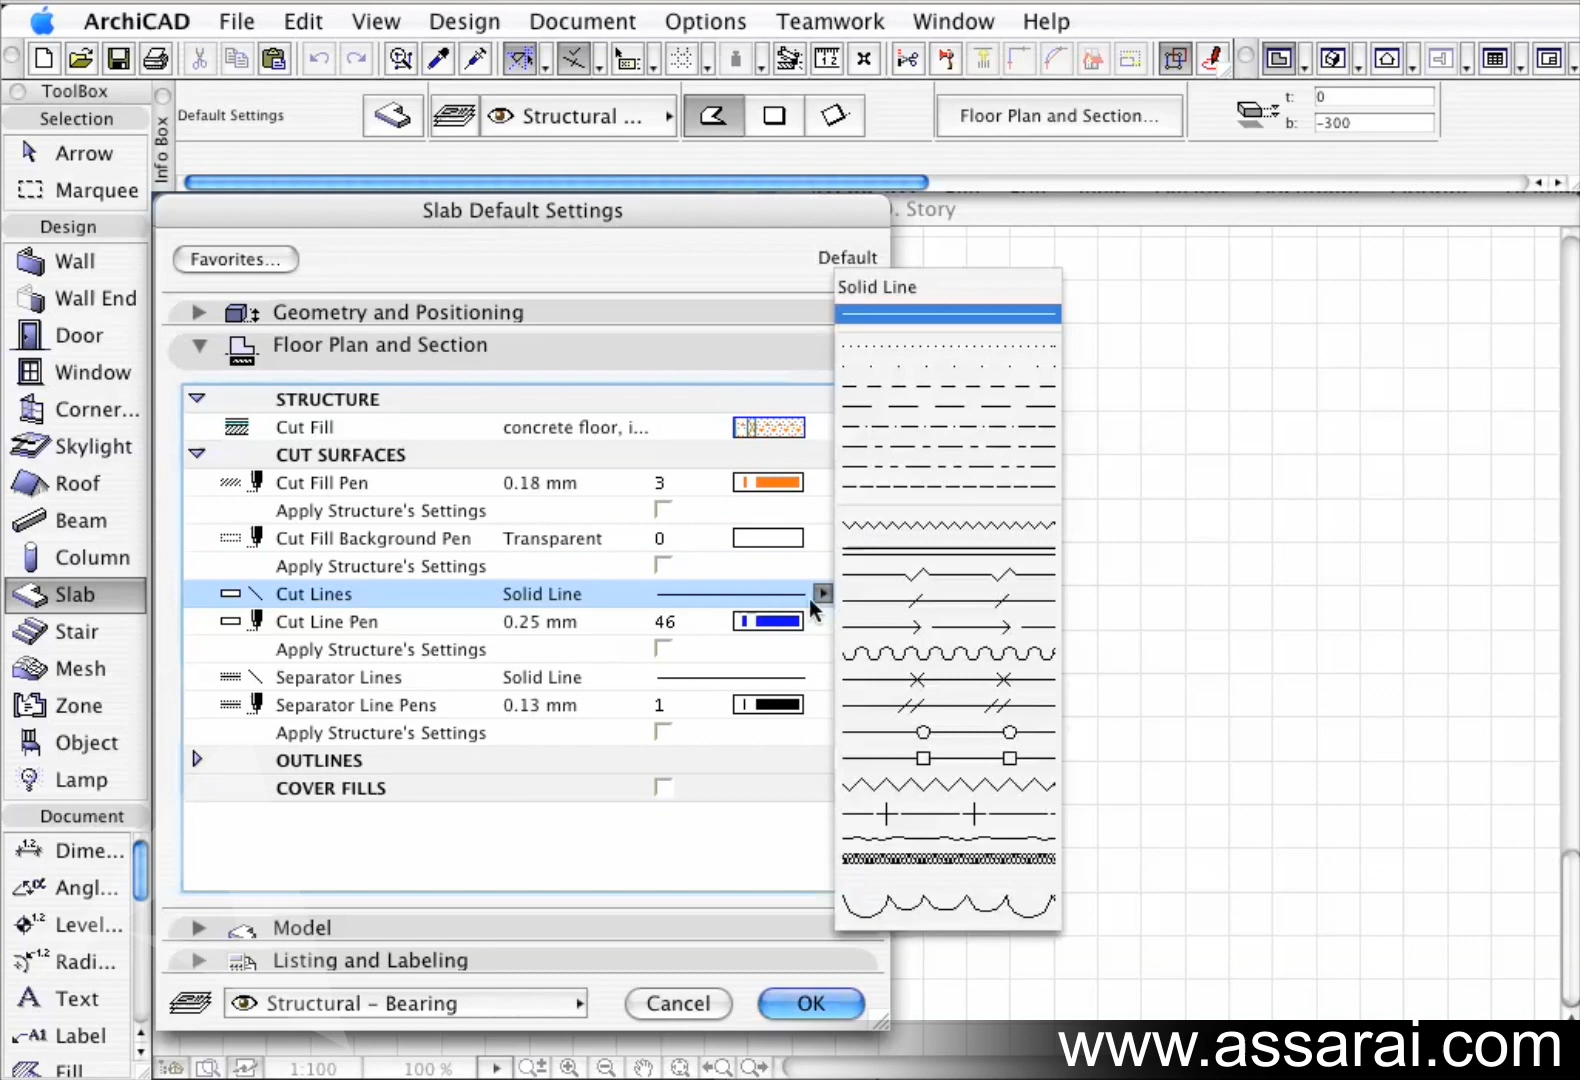 ArchiCAD File Edit View Design Document Options Teamwork Window Help
ToolBox
Selection
Arrow
Marquee
Design
Wall
Wall End
Door
Window
Corner...
Skylight
Roof
Beam
Column
Slab
Stair
Mesh
Zone
Object
Lamp
Document
Dime...
Angl...
Level...
Radi...
Text
Label
Fill
Info Box
Default Settings
Structural ...
Floor Plan and Section...
t: 0
b: -300
. Story
Slab Default Settings
Favorites...
Default
Geometry and Positioning
Floor Plan and Section
STRUCTURE
Cut Fill concrete floor, i...
CUT SURFACES
Cut Fill Pen 0.18 mm 3
Apply Structure's Settings
Cut Fill Background Pen Transparent 0
Apply Structure's Settings
Cut Lines Solid Line
Cut Line Pen 0.25 mm 46
Apply Structure's Settings
Separator Lines Solid Line
Separator Line Pens 0.13 mm 1
Apply Structure's Settings
OUTLINES
COVER FILLS
Model
Listing and Labeling
Structural - Bearing
Cancel
OK
Solid Line
1:100
100 %
www.assarai.com